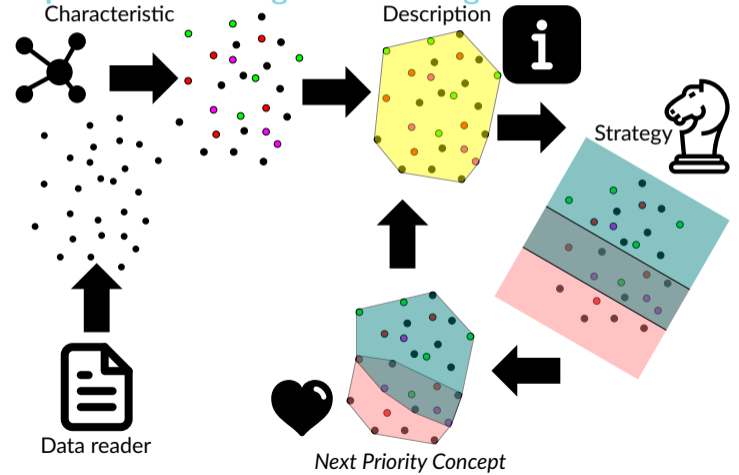 Characteristic
Description
i
Strategy
Data reader
Next Priority Concept